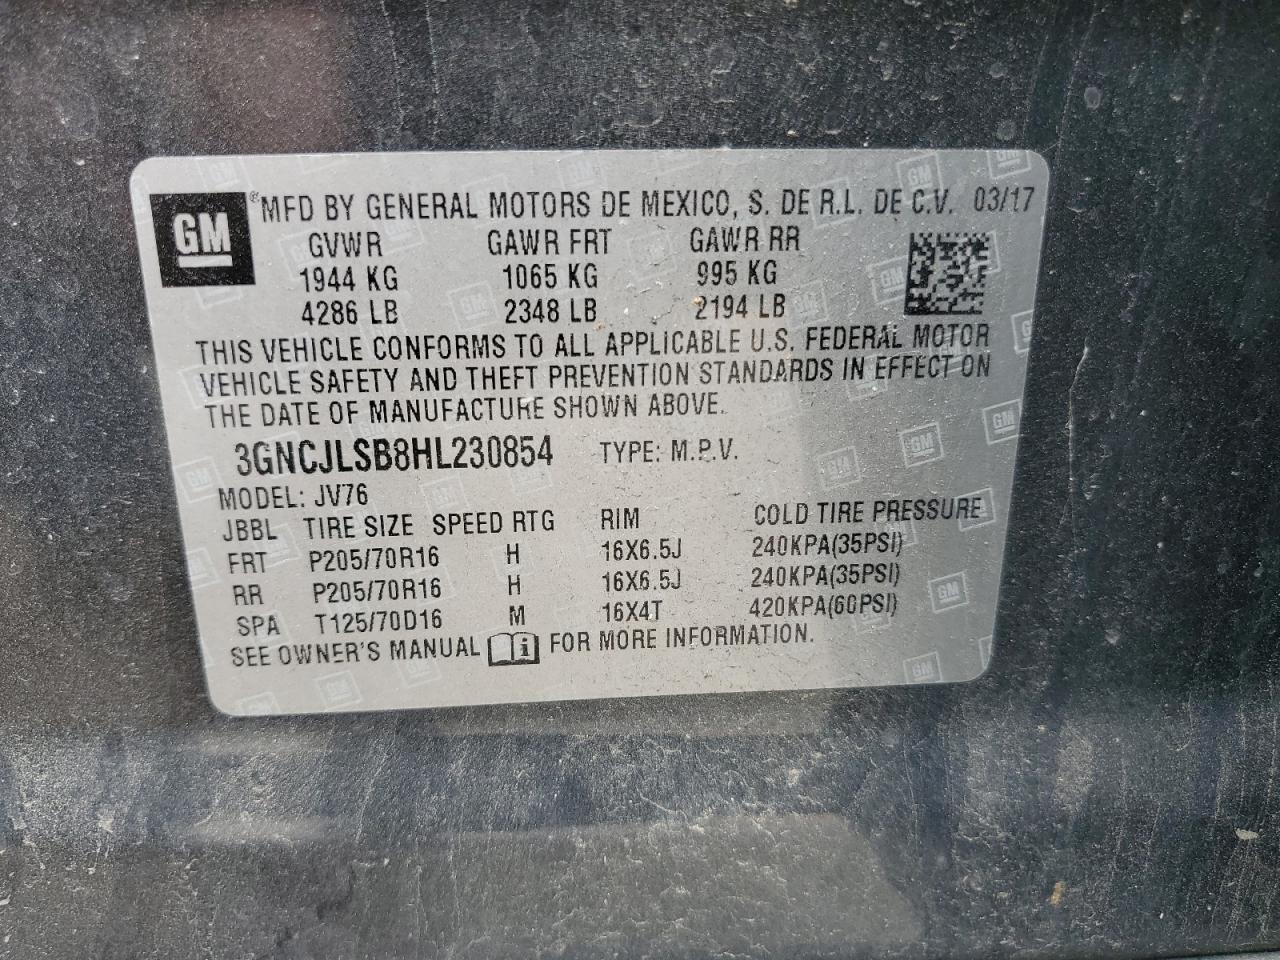 GM ® MFD BY GENERAL MOTORS DE MEXICO, S. DE R.L. DE C.V. 03/17
GVWR GAWR FRT GAWR RR
1944 KG 1065 KG 995 KG
4286 LB 2348 LB 2194 LB
THIS VEHICLE CONFORMS TO ALL APPLICABLE U.S. FEDERAL MOTOR
VEHICLE SAFETY AND THEFT PREVENTION STANDARDS IN EFFECT ON
THE DATE OF MANUFACTURE SHOWN ABOVE.
3GNCJLSB8HL230854 TYPE: M.P.V.
MODEL: JV76
JBBL TIRE SIZE SPEED RTG RIM COLD TIRE PRESSURE
FRT P205/70R16 H 16X6.5J 240KPA(35PSI)
RR P205/70R16 H 16X6.5J 240KPA(35PSI)
SPA T125/70D16 M 16X4T 420KPA(60PSI)
SEE OWNER'S MANUAL i FOR MORE INFORMATION.